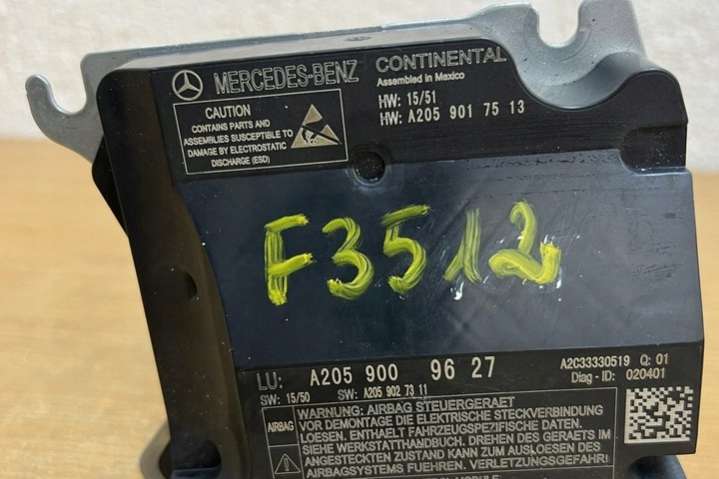 MERCEDES-BENZ
CONTINENTAL
Assembled in Mexico
HW: 15/51
HW: A205 901 75 13
CAUTION
CONTAINS PARTS AND
ASSEMBLIES SUSCEPTIBLE TO
DAMAGE BY ELECTROSTATIC
DISCHARGE (ESD)
F3512
LU: A205 900 96 27
SW: 15/50 SW: A205 902 73 11
A2C33330519 Q: 01
Diag - ID: 020401
AIRBAG
WARNUNG: AIRBAG STEUERGERAET
VOR DEMONTAGE DIE ELEKTRISCHE STECKVERBINDUNG
LOESEN. ENTHAELT FAHRZEUGSPEZIFISCHE DATEN.
SIEHE WERKSTATTHANDBUCH. DREHEN DES GERAETS IM
ANGESTECKTEN ZUSTAND KANN ZUM AUSLOESEN DES
AIRBAGSYSTEMS FUEHREN. VERLETZUNGSGEFAHR!